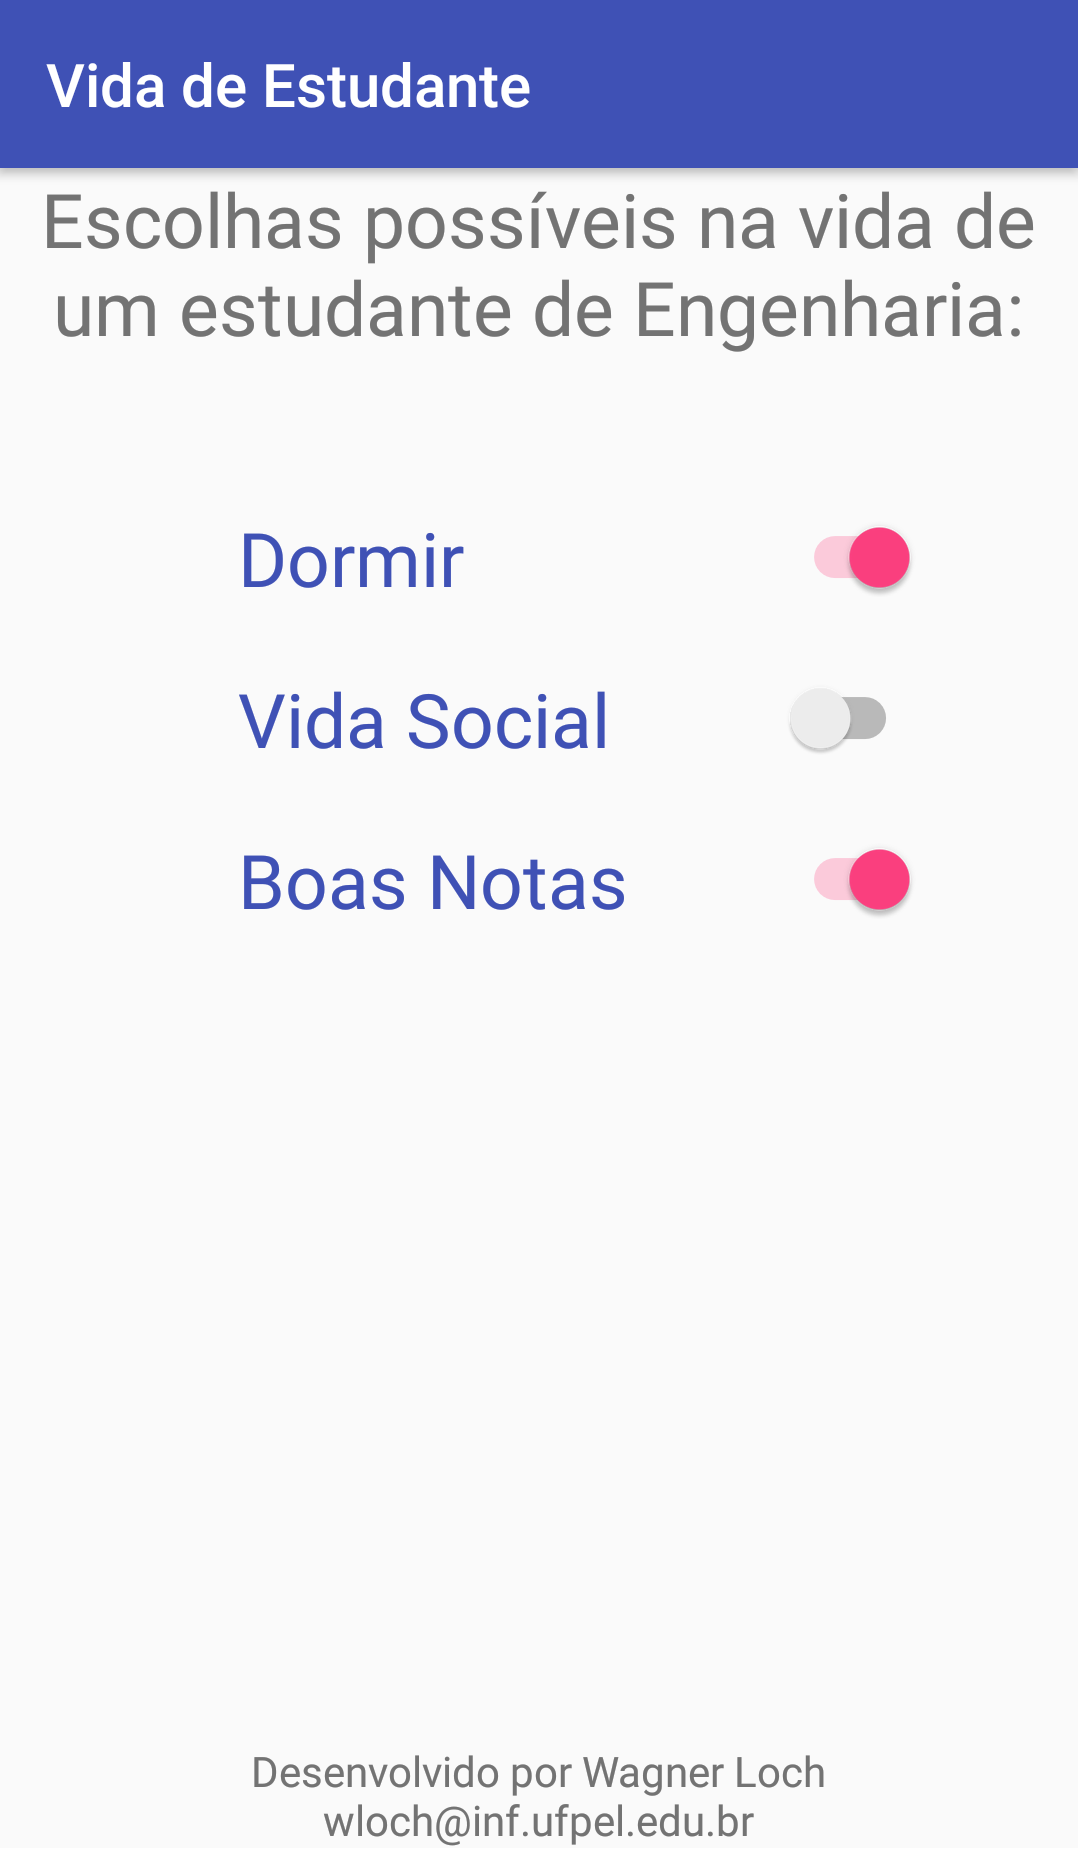 Vida de Estudante
Escolhas possíveis na vida de
um estudante de Engenharia:
Dormir
Vida Social
Boas Notas
Desenvolvido por Wagner Loch
wloch@inf.ufpel.edu.br